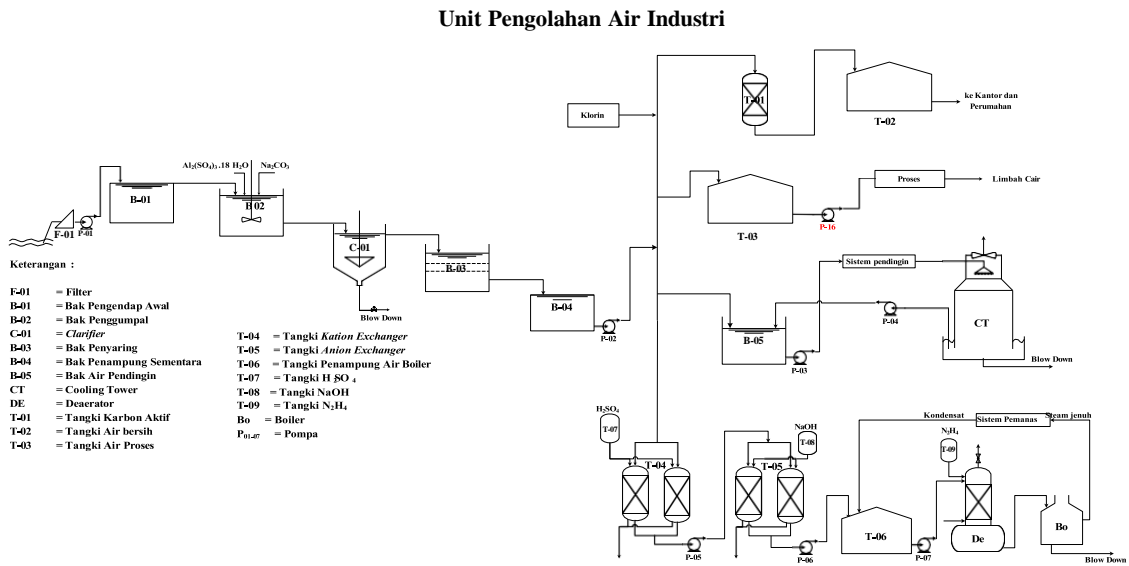 Unit Pengolahan Air Industri
T-01
T-02
ke Kantor dan
Perumahan
Klorin
Al₂(SO₄)₃ .18 H₂O
Na₂CO₃
B-01
B 02
F-01
P-01
C-01
B-03
B-04
P-02
Blow Down
T-03
P-16
Proses
Limbah Cair
Sistem pendingin
B-05
P-03
P-04
CT
Blow Down
Keterangan :
F-01 = Filter
B-01 = Bak Pengendap Awal
B-02 = Bak Penggumpal
C-01 = Clarifier
B-03 = Bak Penyaring
B-04 = Bak Penampung Sementara
B-05 = Bak Air Pendingin
CT = Cooling Tower
DE = Deaerator
T-01 = Tangki Karbon Aktif
T-02 = Tangki Air bersih
T-03 = Tangki Air Proses
T-04 = Tangki Kation Exchanger
T-05 = Tangki Anion Exchanger
T-06 = Tangki Penampung Air Boiler
T-07 = Tangki H₂SO₄
T-08 = Tangki NaOH
T-09 = Tangki N₂H₄
Bo = Boiler
P₀₁₋₀₇ = Pompa
H₂SO₄
T-07
T-04
P-05
NaOH
T-08
T-05
P-06
Kondensat
Sistem Pemanas
Steam jenuh
N₂H₄
T-09
T-06
P-07
De
Bo
Blow Down